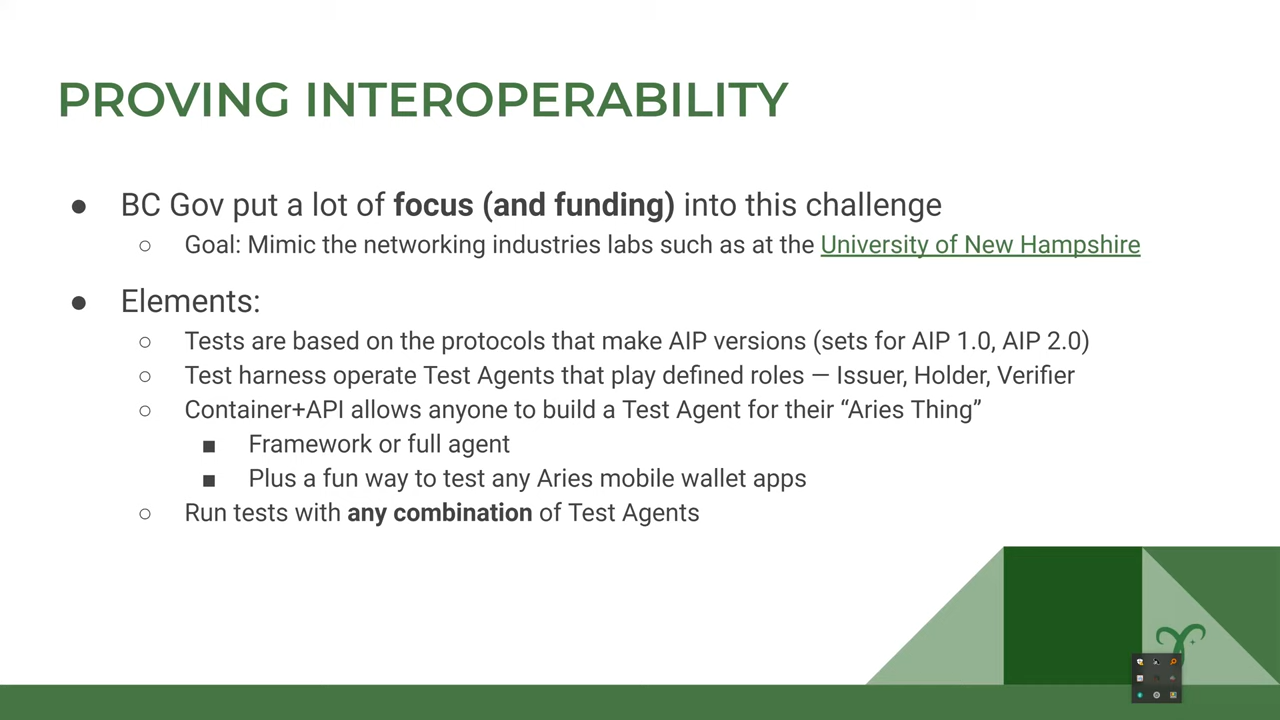 PROVING INTEROPERABILITY
● BC Gov put a lot of focus (and funding) into this challenge
○ Goal: Mimic the networking industries labs such as at the University of New Hampshire
● Elements:
○ Tests are based on the protocols that make AIP versions (sets for AIP 1.0, AIP 2.0)
○ Test harness operate Test Agents that play defined roles — Issuer, Holder, Verifier
○ Container+API allows anyone to build a Test Agent for their “Aries Thing”
■ Framework or full agent
■ Plus a fun way to test any Aries mobile wallet apps
○ Run tests with any combination of Test Agents